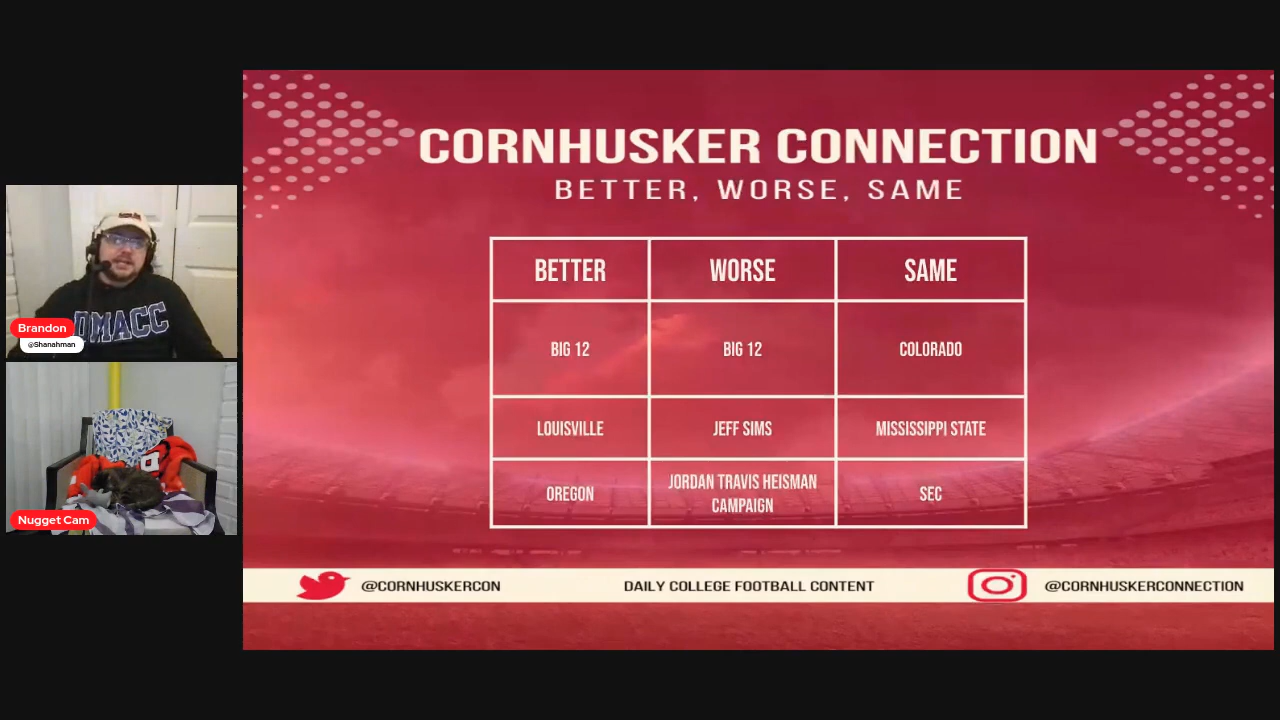 CORNHUSKER CONNECTION
BETTER, WORSE, SAME
BETTER WORSE SAME
BIG 12 BIG 12 COLORADO
LOUISVILLE JEFF SIMS MISSISSIPPI STATE
OREGON JORDAN TRAVIS HEISMAN CAMPAIGN SEC
@CORNHUSKERCON DAILY COLLEGE FOOTBALL CONTENT @CORNHUSKERCONNECTION
DMACC
Brandon
@Shanahman
Nugget Cam